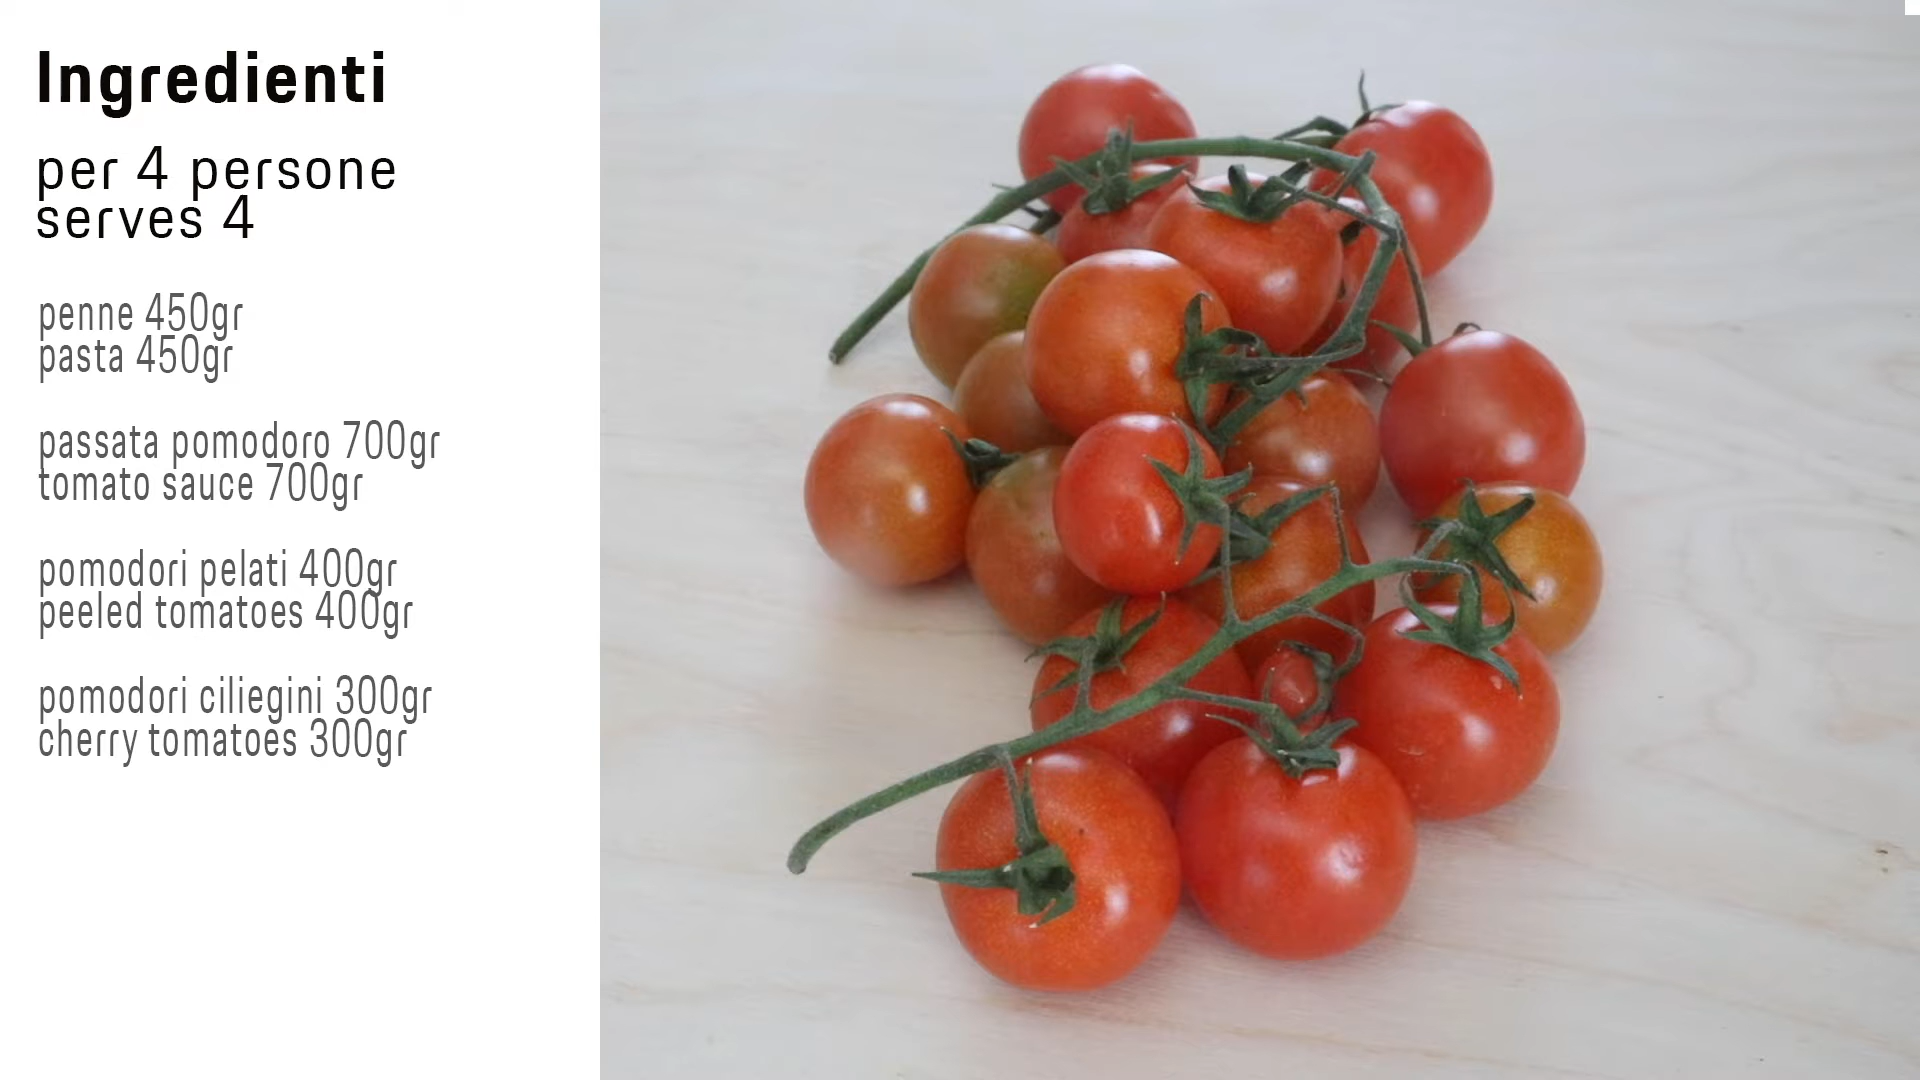 Ingredienti
per 4 persone
serves 4
penne 450gr
pasta 450gr
passata pomodoro 700gr
tomato sauce 700gr
pomodori pelati 400gr
peeled tomatoes 400gr
pomodori ciliegini 300gr
cherry tomatoes 300gr